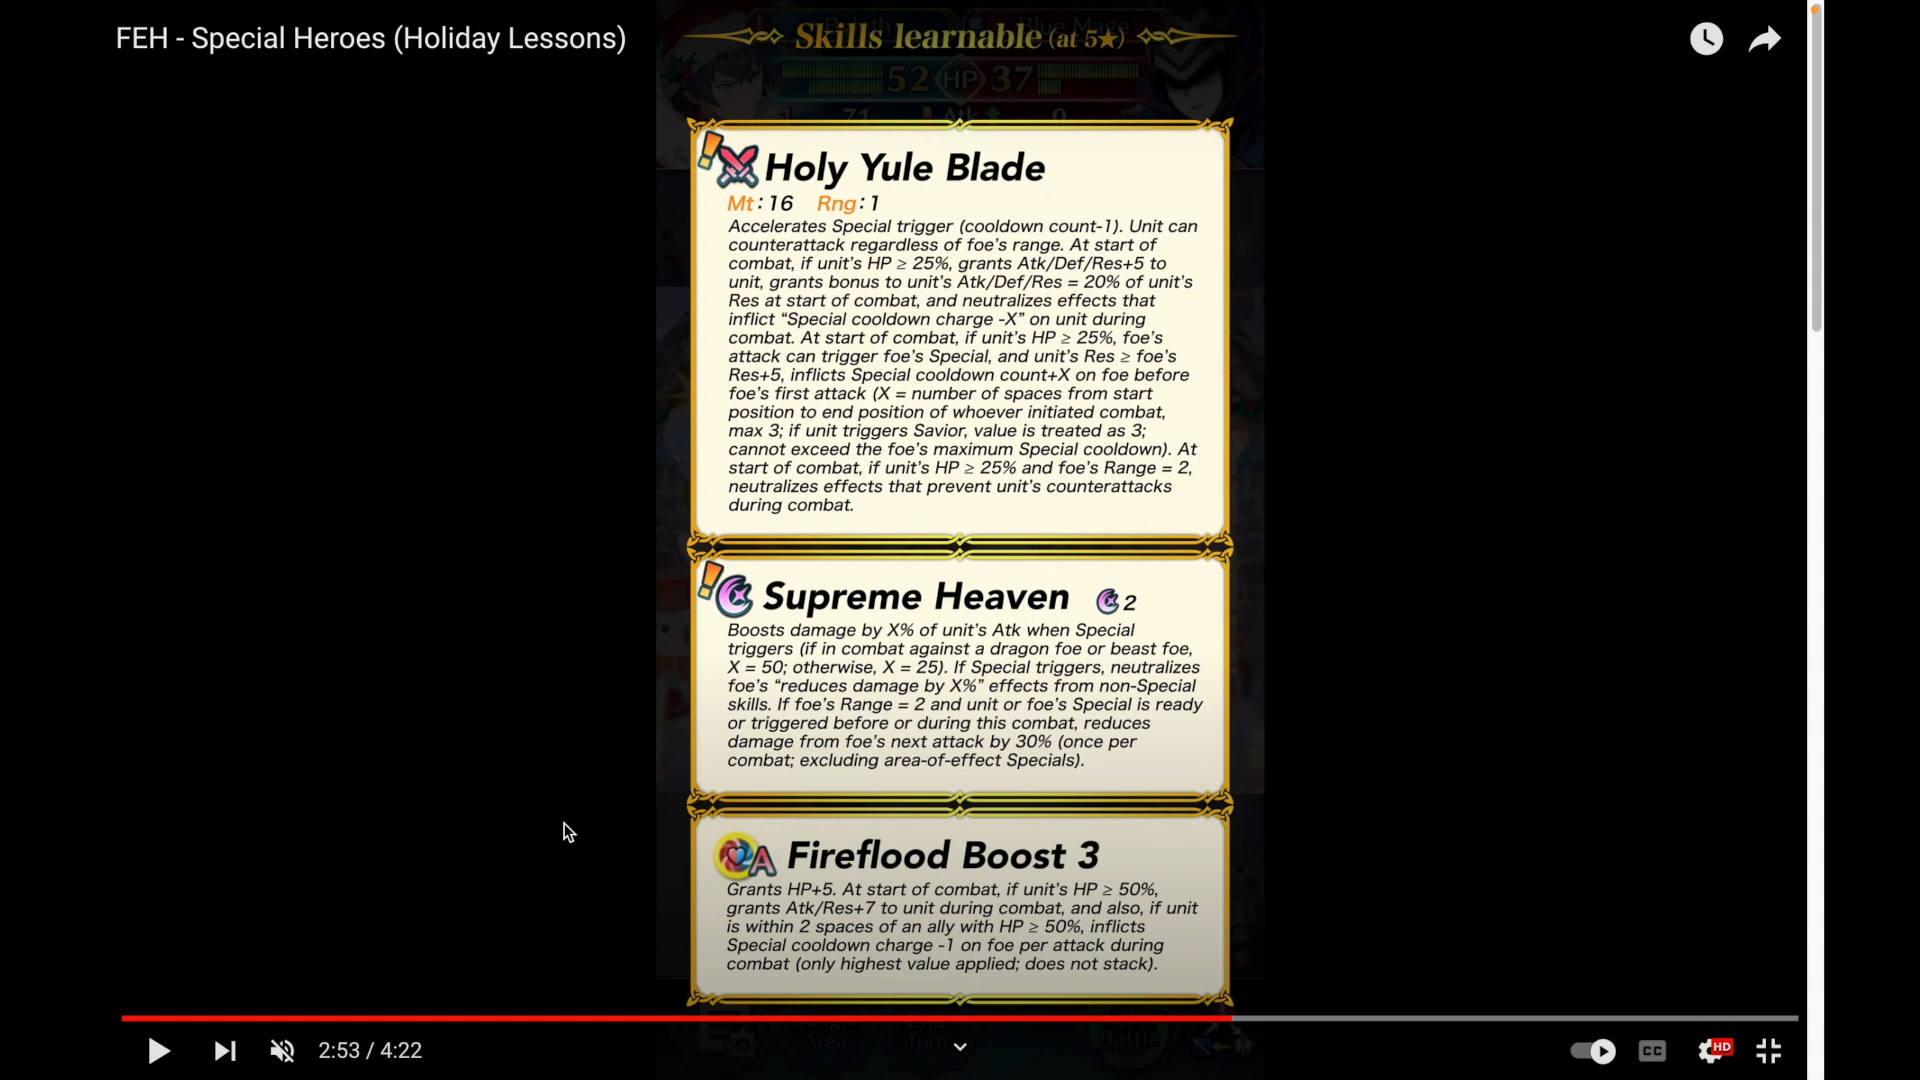 FEH - Special Heroes (Holiday Lessons)
Skills learnable (at 5★)
52 HP 37
71 Atk 0
Holy Yule Blade
Mt: 16 Rng: 1
Accelerates Special trigger (cooldown count-1). Unit can
counterattack regardless of foe's range. At start of
combat, if unit's HP ≥ 25%, grants Atk/Def/Res+5 to
unit, grants bonus to unit's Atk/Def/Res = 20% of unit's
Res at start of combat, and neutralizes effects that
inflict “Special cooldown charge -X” on unit during
combat. At start of combat, if unit's HP ≥ 25%, foe's
attack can trigger foe's Special, and unit's Res ≥ foe's
Res+5, inflicts Special cooldown count+X on foe before
foe's first attack (X = number of spaces from start
position to end position of whoever initiated combat,
max 3; if unit triggers Savior, value is treated as 3;
cannot exceed the foe's maximum Special cooldown). At
start of combat, if unit's HP ≥ 25% and foe's Range = 2,
neutralizes effects that prevent unit's counterattacks
during combat.
Supreme Heaven 2
Boosts damage by X% of unit's Atk when Special
triggers (if in combat against a dragon foe or beast foe,
X = 50; otherwise, X = 25). If Special triggers, neutralizes
foe's “reduces damage by X%” effects from non-Special
skills. If foe's Range = 2 and unit or foe's Special is ready
or triggered before or during this combat, reduces
damage from foe's next attack by 30% (once per
combat; excluding area-of-effect Specials).
A Fireflood Boost 3
Grants HP+5. At start of combat, if unit's HP ≥ 50%,
grants Atk/Res+7 to unit during combat, and also, if unit
is within 2 spaces of an ally with HP ≥ 50%, inflicts
Special cooldown charge -1 on foe per attack during
combat (only highest value applied; does not stack).
Danger Area
End Turn
Battle
2:53 / 4:22
CC
HD